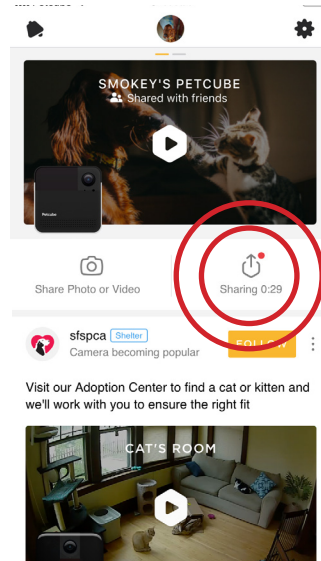 SMOKEY'S PETCUBE
Shared with friends
Petcube
Share Photo or Video
Sharing 0:29
sfspca Shelter
FOLLOW
Camera becoming popular
Visit our Adoption Center to find a cat or kitten and
we'll work with you to ensure the right fit
CAT'S ROOM